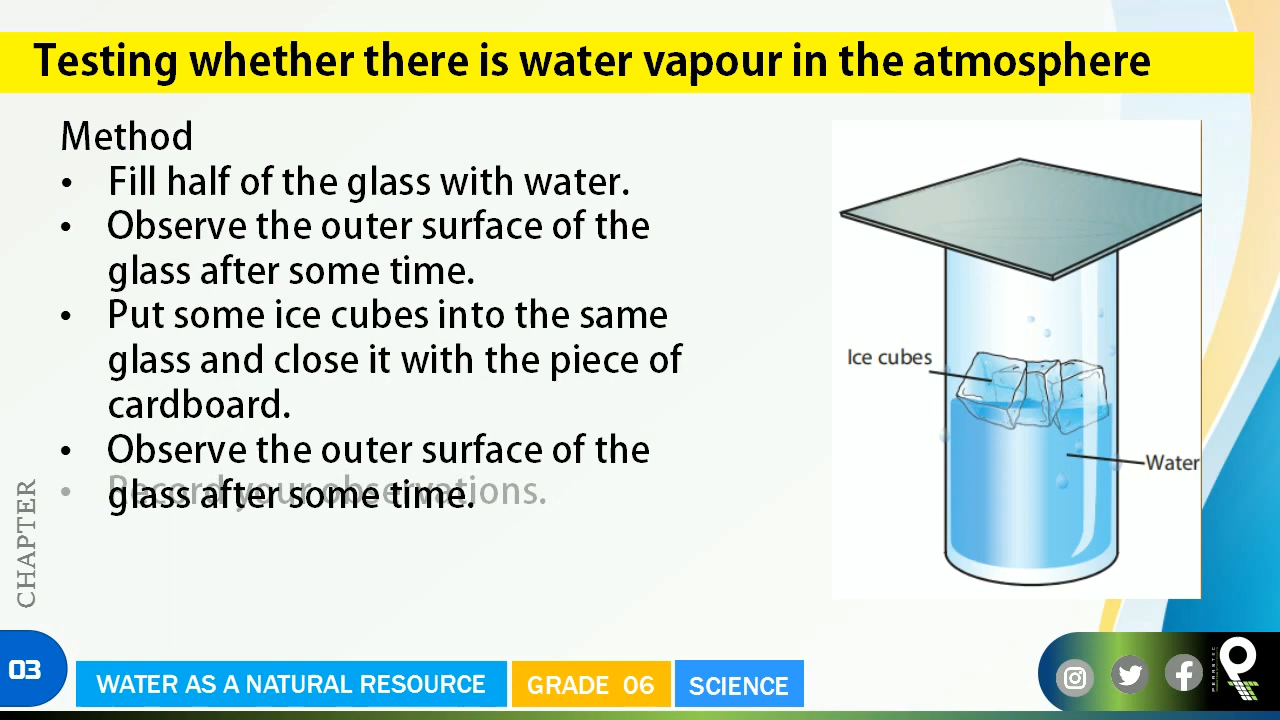 Testing whether there is water vapour in the atmosphere
Method
• Fill half of the glass with water.
• Observe the outer surface of the
glass after some time.
• Put some ice cubes into the same
glass and close it with the piece of
cardboard.
• Observe the outer surface of the
glass after some time.
• Record your observations.
Ice cubes
Water
CHAPTER
03
WATER AS A NATURAL RESOURCE
GRADE 06
SCIENCE